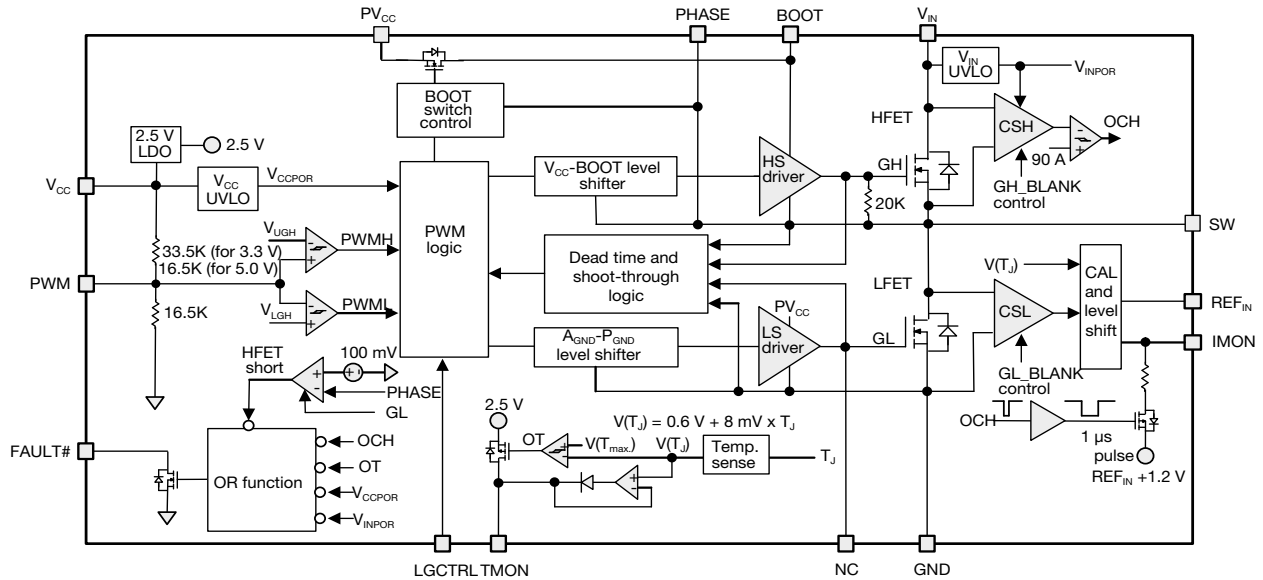 PVCC
PHASE
BOOT
VIN
VIN
UVLO
VINPOR
BOOT
switch
control
HFET
CSH
OCH
90 A
2.5 V
LDO
2.5 V
VCC
VCC
UVLO
VCCPOR
VCC-BOOT level
shifter
HS
driver
GH
20K
GH_BLANK
control
SW
VUGH
PWMH
33.5K (for 3.3 V)
16.5K (for 5.0 V)
PWM
logic
Dead time and
shoot-through
logic
PWM
16.5K
VLGH
PWML
LFET
V(TJ)
CAL
and
level
shift
CSL
REFIN
IMON
AGND-PGND
level shifter
PVCC
LS
driver
GL
GL_BLANK
control
HFET
short
100 mV
PHASE
GL
2.5 V
V(TJ) = 0.6 V + 8 mV x TJ
OT
V(Tmax.)
V(TJ)
Temp.
sense
TJ
OCH
1 µs
pulse
REFIN +1.2 V
FAULT#
OR function
OCH
OT
VCCPOR
VINPOR
LGCTRL
TMON
NC
GND